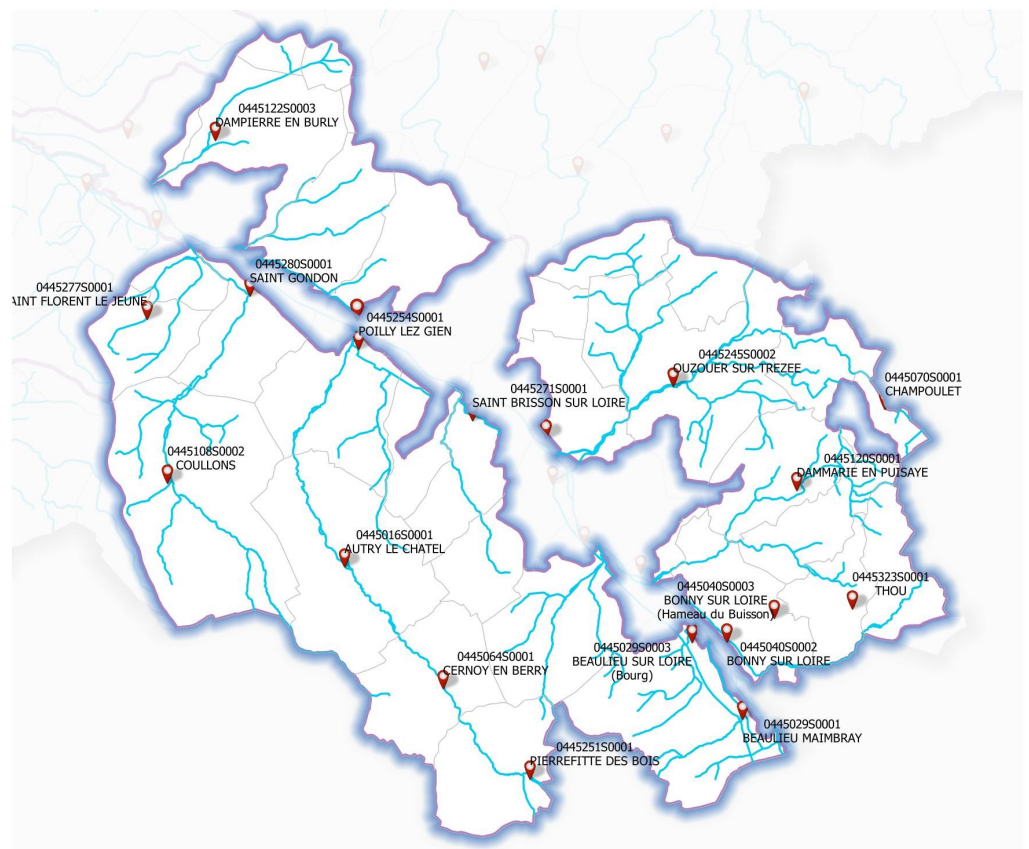 0445122S0003
DAMPIERRE EN BURLY
0445280S0001
SAINT GONDON
0445277S0001
AINT FLORENT LE JEUNE
0445254S0001
POILLY LEZ GIEN
0445245S0002
OUZOUER SUR TREZEE
0445070S0001
CHAMPOULET
0445271S0001
SAINT BRISSON SUR LOIRE
0445108S0002
COULLONS
0445120S0001
DAMMARIE EN PUISAYE
0445016S0001
AUTRY LE CHATEL
0445323S0001
THOU
0445040S0003
BONNY SUR LOIRE
(Hameau du Buisson)
0445029S0003
BEAULIEU SUR LOIRE
(Bourg)
0445040S0002
BONNY SUR LOIRE
0445064S0001
CERNOY EN BERRY
0445029S0001
BEAULIEU MAIMBRAY
0445251S0001
PIERREFITTE DES BOIS